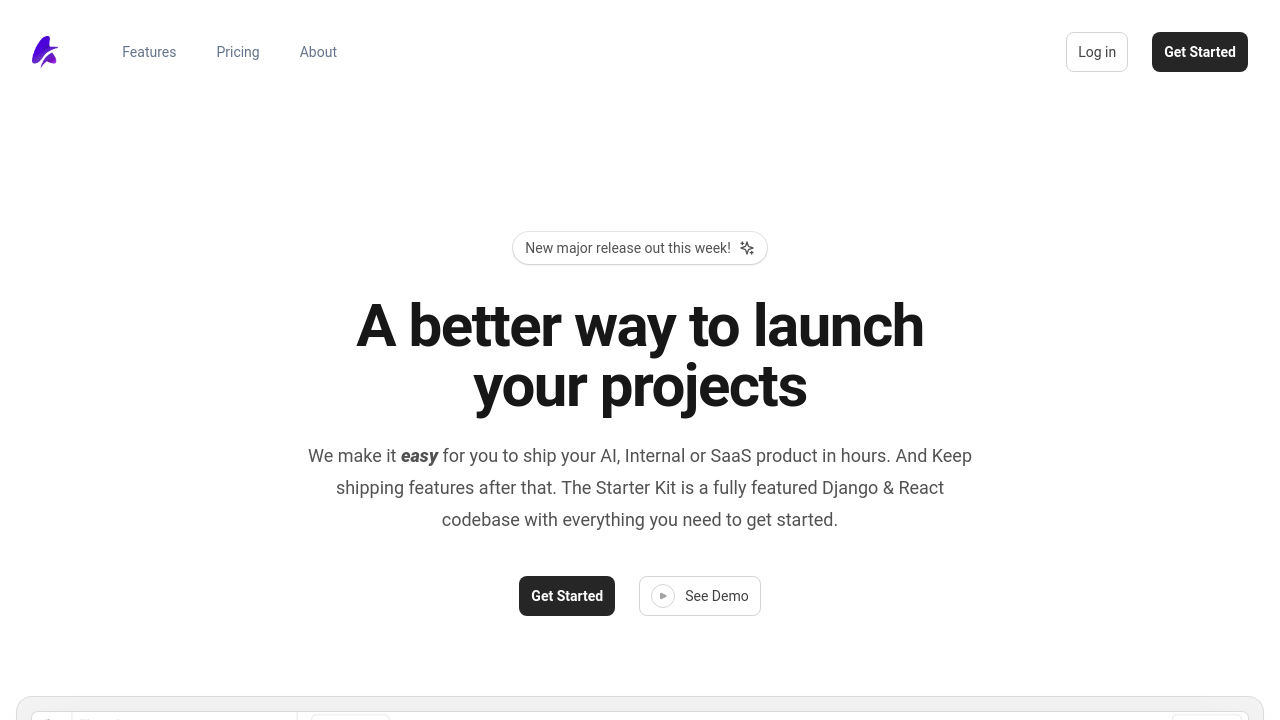 Features
Pricing
About
Log in
Get Started
New major release out this week!
A better way to launch
your projects
We make it easy for you to ship your AI, Internal or SaaS product in hours. And Keep
shipping features after that. The Starter Kit is a fully featured Django & React
codebase with everything you need to get started.
Get Started
See Demo